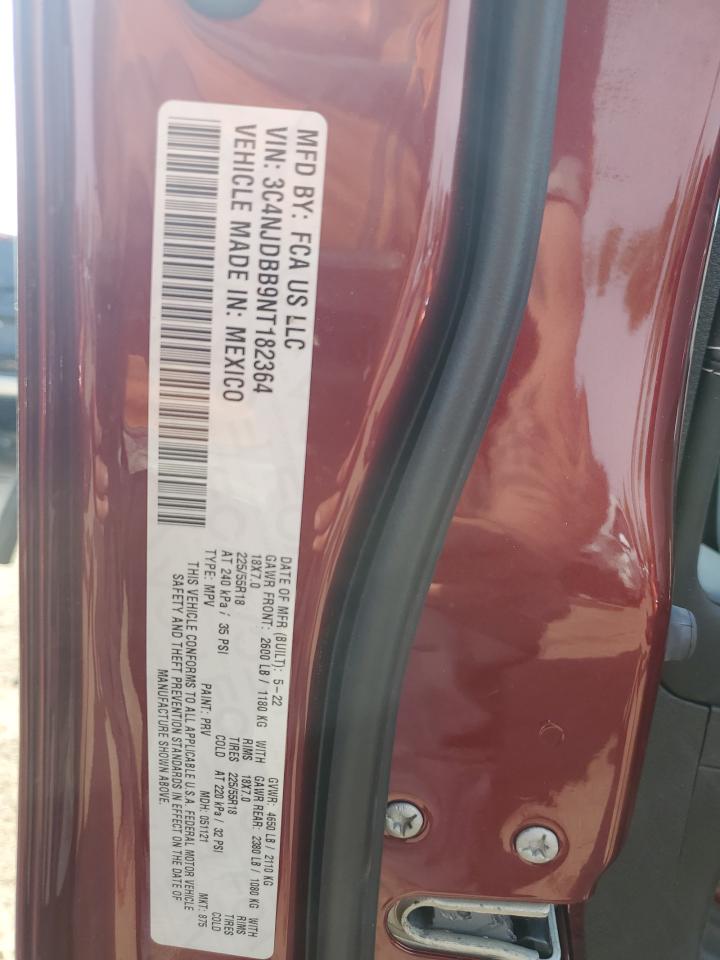 MFD BY: FCA US LLC
VIN: 3C4NJDBB9NT182364
VEHICLE MADE IN: MEXICO
DATE OF MFR (BUILT): 5-22 GVWR: 4650 LB / 2110 KG
GAWR FRONT: 2600 LB / 1180 KG WITH GAWR REAR: 2380 LB / 1080 KG WITH
18X7.0 RIMS 18X7.0 RIMS
225/55R18 TIRES 225/55R18 TIRES
AT 240 kPa / 35 PSI COLD AT 220 kPa / 32 PSI COLD
TYPE: MPV PAINT: PRV MDH: 051121 MKT: 875
THIS VEHICLE CONFORMS TO ALL APPLICABLE U.S.A. FEDERAL MOTOR VEHICLE
SAFETY AND THEFT PREVENTION STANDARDS IN EFFECT ON THE DATE OF
MANUFACTURE SHOWN ABOVE.